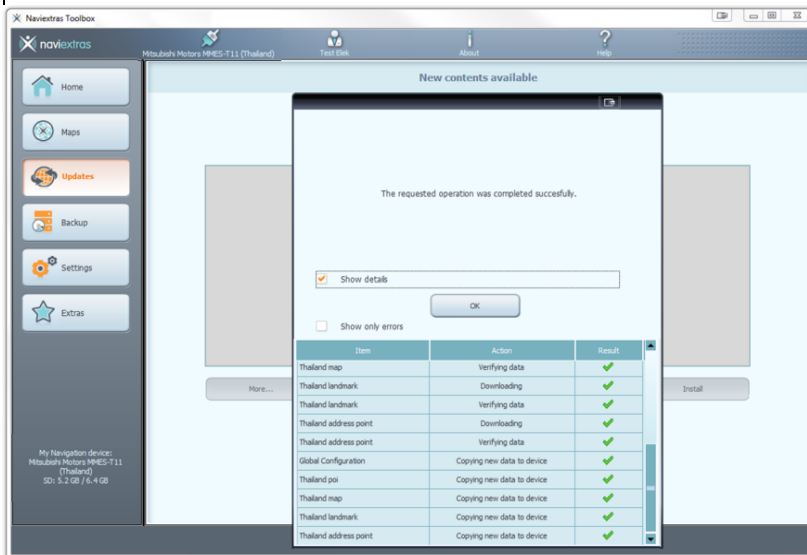 Naviextras Toolbox
naviextras
Mitsubishi Motors MMES-T11 (Thailand)
Test Elek
About
Help
Home
Maps
Updates
Backup
Settings
Extras
My Navigation device:
Mitsubishi Motors MMES-T11
(Thailand)
SD: 5.2 GB / 6.4 GB
New contents available
More...
Install
The requested operation was completed succesfully.
Show details
OK
Show only errors
Item Action Result
Thailand map Verifying data
Thailand landmark Downloading
Thailand landmark Verifying data
Thailand address point Downloading
Thailand address point Verifying data
Global Configuration Copying new data to device
Thailand poi Copying new data to device
Thailand map Copying new data to device
Thailand landmark Copying new data to device
Thailand address point Copying new data to device